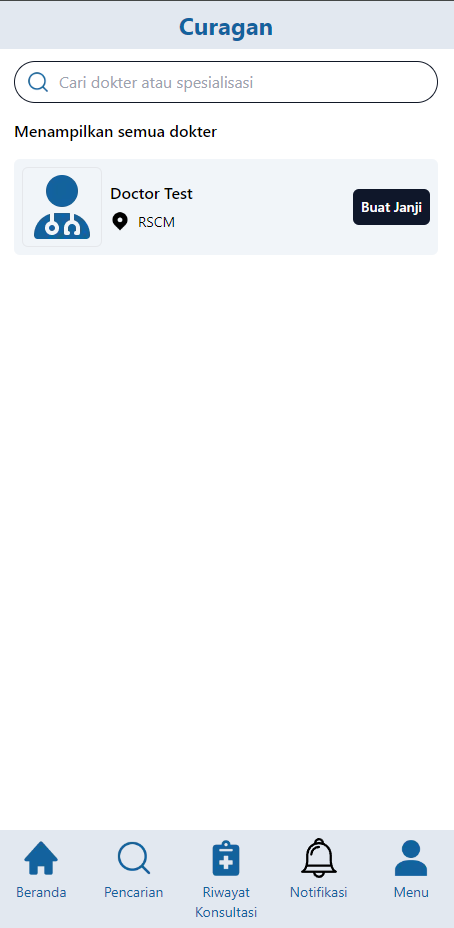 Curagan
Cari dokter atau spesialisasi
Menampilkan semua dokter
Doctor Test
RSCM
Buat Janji
Beranda
Pencarian
Riwayat
Konsultasi
Notifikasi
Menu